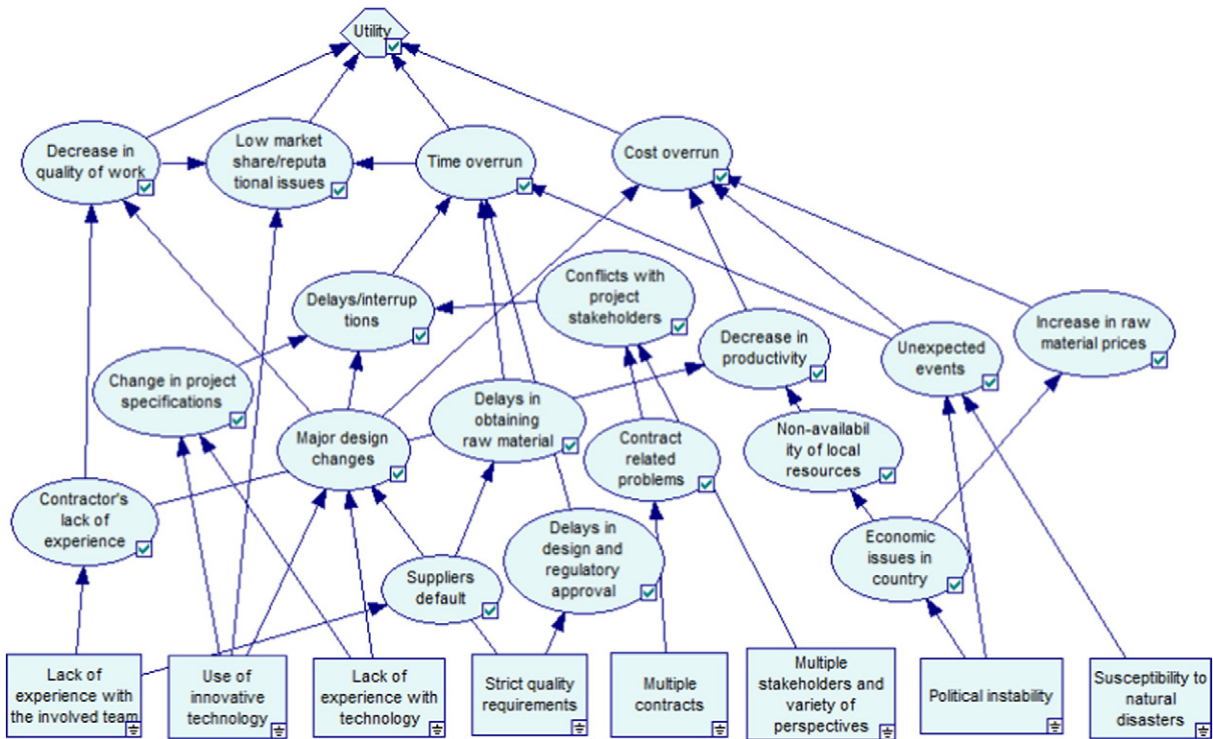 Utility
Decrease in
quality of work
Low market
share/reputa
tional issues
Time overrun
Cost overrun
Delays/interrup
tions
Conflicts with
project
stakeholders
Decrease in
productivity
Unexpected
events
Increase in raw
material prices
Change in project
specifications
Major design
changes
Delays in
obtaining
raw material
Contract
related
problems
Non-availabil
ity of local
resources
Contractor's
lack of
experience
Suppliers
default
Delays in
design and
regulatory
approval
Economic
issues in
country
Lack of
experience with
the involved team
Use of
innovative
technology
Lack of
experience with
technology
Strict quality
requirements
Multiple
contracts
Multiple
stakeholders and
variety of
perspectives
Political instability
Susceptibility to
natural
disasters